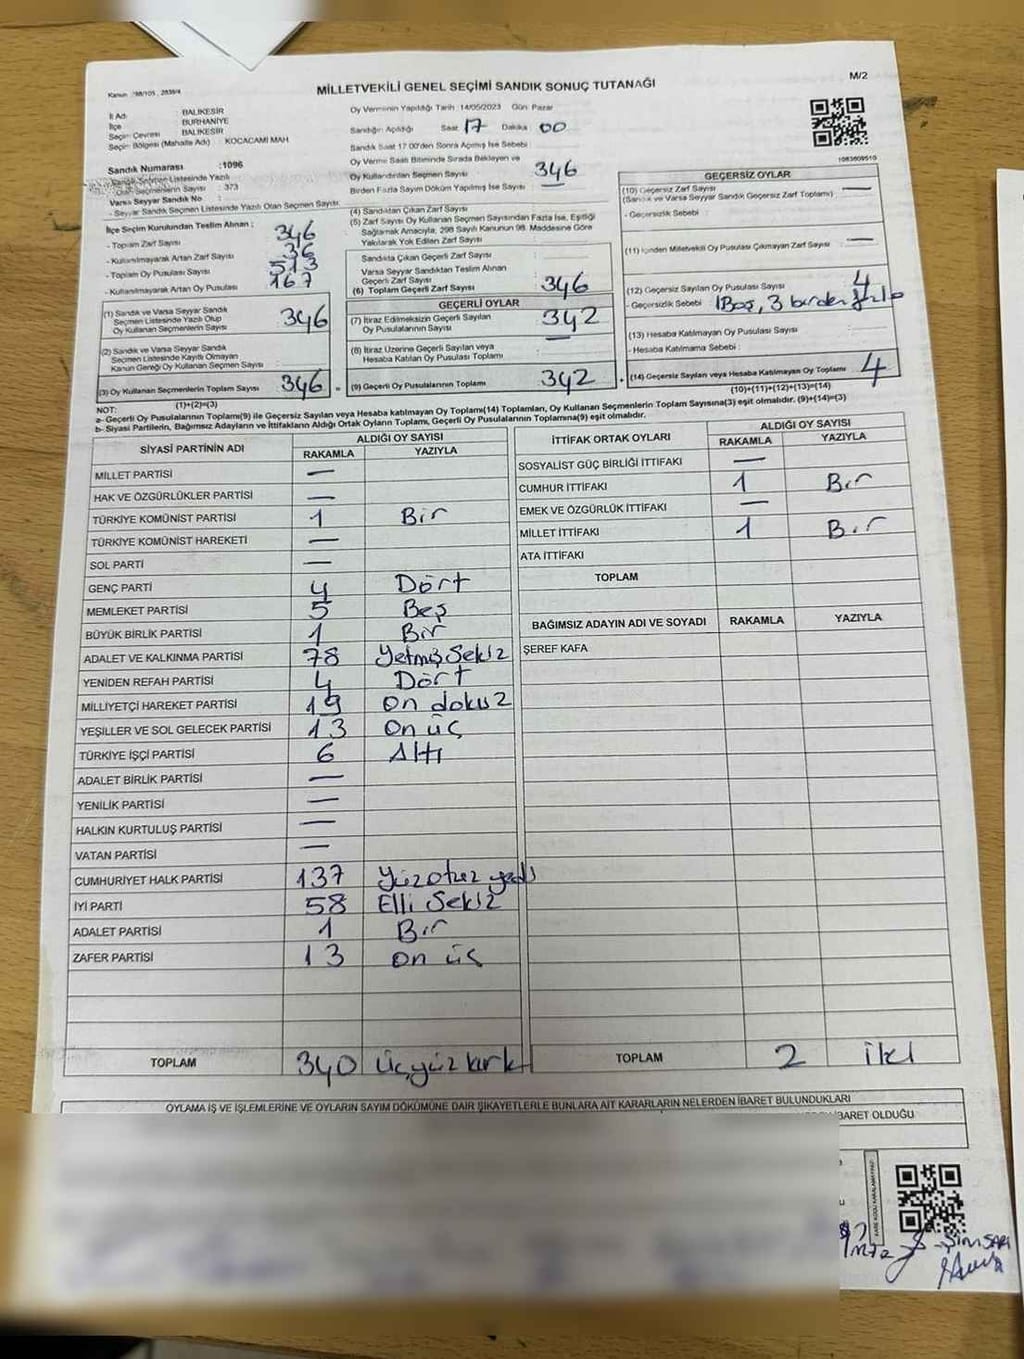 M/2
Kanun : 298/105 , 2839/4
MİLLETVEKİLİ GENEL SEÇİMİ SANDIK SONUÇ TUTANAĞI
İl Adı BALIKESİR
İlçe BURHANİYE
Seçim Çevresi BALIKESİR
Seçim Bölgesi (Mahalle Adı) : KOCACAMİ MAH
Sandık Numarası :1096
Sandık Seçmen Listesinde Yazılı
Olan Seçmenlerin Sayısı : 373
Varsa Seyyar Sandık No :
- Seyyar Sandık Seçmen Listesinde Yazılı Olan Seçmen Sayısı:
Oy Vermenin Yapıldığı Tarih :14/05/2023 Gün: Pazar
Sandığın Açıldığı Saat 17 Dakika 00
Sandık Saat 17:00'den Sonra Açılmış İse Sebebi :
Oy Verme Saati Bitiminde Sırada Bekleyen ve
Oy Kullandırılan Seçmen Sayısı : 346
Birden Fazla Sayım Döküm Yapılmış İse Sayısı : —
1083609510
İlçe Seçim Kurulundan Teslim Alınan ;
- Toplam Zarf Sayısı 346
- Kullanılmayarak Artan Zarf Sayısı 36
- Toplam Oy Pusulası Sayısı 513
- Kullanılmayarak Artan Oy Pusulası 167
(1) Sandık ve Varsa Seyyar Sandık
Seçmen Listesinde Yazılı Olup
Oy Kullanan Seçmenlerin Sayısı : 346
(2) Sandık ve Varsa Seyyar Sandık
Seçmen Listesinde Kayıtlı Olmayan
Kanun Gereği Oy Kullanan Seçmen Sayısı :
(3) Oy Kullanan Seçmenlerin Toplam Sayısı 346 =
(1)+(2)=(3)
(4) Sandıktan Çıkan Zarf Sayısı :
(5) Zarf Sayısı Oy Kullanan Seçmen Sayısından Fazla İse, Eşitliği
Sağlamak Amacıyla, 298 Sayılı Kanunun 98. Maddesine Göre
Yakılarak Yok Edilen Zarf Sayısı :
Sandıkta Çıkan Geçerli Zarf Sayısı :
Varsa Seyyar Sandıktan Teslim Alınan
Geçerli Zarf Sayısı :
(6) Toplam Geçerli Zarf Sayısı : 346
GEÇERLİ OYLAR
(7) İtiraz Edilmeksizin Geçerli Sayılan
Oy Pusulalarının Sayısı : 342
(8) İtiraz Üzerine Geçerli Sayılan veya
Hesaba Katılan Oy Pusulası Toplamı : —
(9) Geçerli Oy Pusulalarının Toplamı 342
GEÇERSİZ OYLAR
(10) Geçersiz Zarf Sayısı : —
(Sandık ve Varsa Seyyar Sandık Geçersiz Zarf Toplamı)
- Geçersizlik Sebebi :
(11) İçinden Milletvekili Oy Pusulası Çıkmayan Zarf Sayısı : —
(12) Geçersiz Sayılan Oy Pusulası Sayısı : 4
- Geçersizlik Sebebi : 1Boş, 3 birden fazla
(13) Hesaba Katılmayan Oy Pusulası Sayısı :
- Hesaba Katılmama Sebebi :
(14) Geçersiz Sayılan veya Hesaba Katılmayan Oy Toplamı : 4
(10)+(11)+(12)+(13)=(14)
NOT:
a- Geçerli Oy Pusulalarının Toplamı(9) ile Geçersiz Sayılan veya Hesaba katılmayan Oy Toplamı(14) Toplamları, Oy Kullanan Seçmenlerin Toplam Sayısına(3) eşit olmalıdır. (9)+(14)=(3)
b- Siyasi Partilerin, Bağımsız Adayların ve İttifakların Aldığı Ortak Oyların Toplamı, Geçerli Oy Pusulalarının Toplamına(9) eşit olmalıdır.
SİYASİ PARTİNİN ADI ALDIĞI OY SAYISI
RAKAMLA YAZIYLA
MİLLET PARTİSİ —
HAK VE ÖZGÜRLÜKLER PARTİSİ —
TÜRKİYE KOMÜNİST PARTİSİ 1 Bir
TÜRKİYE KOMÜNİST HAREKETİ —
SOL PARTİ —
GENÇ PARTİ 4 Dört
MEMLEKET PARTİSİ 5 Beş
BÜYÜK BİRLİK PARTİSİ 1 Bir
ADALET VE KALKINMA PARTİSİ 78 Yetmiş Sekiz
YENİDEN REFAH PARTİSİ 4 Dört
MİLLİYETÇİ HAREKET PARTİSİ 19 On dokuz
YEŞİLLER VE SOL GELECEK PARTİSİ 13 On üç
TÜRKİYE İŞÇİ PARTİSİ 6 Altı
ADALET BİRLİK PARTİSİ —
YENİLİK PARTİSİ —
HALKIN KURTULUŞ PARTİSİ —
VATAN PARTİSİ —
CUMHURİYET HALK PARTİSİ 137 Yüz otuz yedi
İYİ PARTİ 58 Elli Sekiz
ADALET PARTİSİ 1 Bir
ZAFER PARTİSİ 13 On üç
TOPLAM 340 Üçyüz kırk
İTTİFAK ORTAK OYLARI ALDIĞI OY SAYISI
RAKAMLA YAZIYLA
SOSYALİST GÜÇ BİRLİĞİ İTTİFAKI —
CUMHUR İTTİFAKI 1 Bir
EMEK VE ÖZGÜRLÜK İTTİFAKI —
MİLLET İTTİFAKI 1 Bir
ATA İTTİFAKI
TOPLAM
BAĞIMSIZ ADAYIN ADI VE SOYADI RAKAMLA YAZIYLA
ŞEREF KAFA
TOPLAM 2 İki
OYLAMA İŞ VE İŞLEMLERİNE VE OYLARIN SAYIM DÖKÜMÜNE DAİR ŞİKAYETLERLE BUNLARA AİT KARARLARIN NELERDEN İBARET BULUNDUKLARI
İBARET OLDUĞU
KARE KODU KARALAMAYINIZ